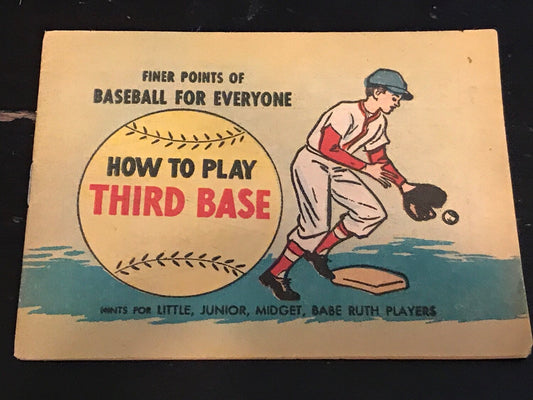 FINER POINTS OF
BASEBALL FOR EVERYONE
HOW TO PLAY
THIRD BASE
HINTS FOR LITTLE, JUNIOR, MIDGET, BABE RUTH PLAYERS